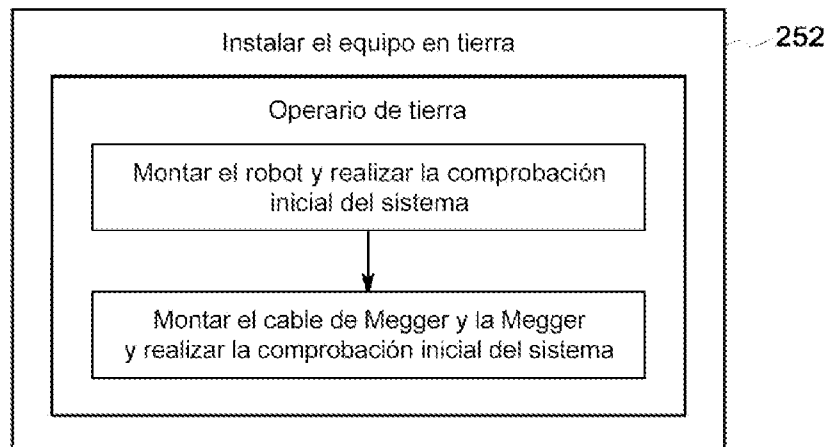 Instalar el equipo en tierra
252
Operario de tierra
Montar el robot y realizar la comprobación
inicial del sistema
Montar el cable de Megger y la Megger
y realizar la comprobación inicial del sistema